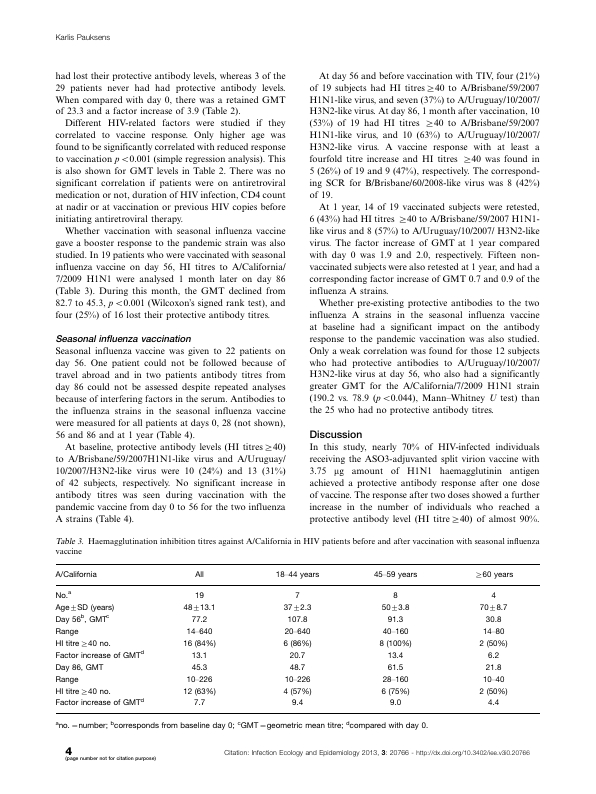 Karlis Pauksens
had lost their protective antibody levels, whereas 3 of the
29 patients never had had protective antibody levels.
When compared with day 0, there was a retained GMT
of 23.3 and a factor increase of 3.9 (Table 2).
Different HIV-related factors were studied if they
correlated to vaccine response. Only higher age was
found to be significantly correlated with reduced response
to vaccination p<0.001 (simple regression analysis). This
is also shown for GMT levels in Table 2. There was no
significant correlation if patients were on antiretroviral
medication or not, duration of HIV infection, CD4 count
at nadir or at vaccination or previous HIV copies before
initiating antiretroviral therapy.
Whether vaccination with seasonal influenza vaccine
gave a booster response to the pandemic strain was also
studied. In 19 patients who were vaccinated with seasonal
influenza vaccine on day 56, HI titres to A/California/
7/2009 H1N1 were analysed 1 month later on day 86
(Table 3). During this month, the GMT declined from
82.7 to 45.3, p<0.001 (Wilcoxon's signed rank test), and
four (25%) of 16 lost their protective antibody titres.
Seasonal influenza vaccination
Seasonal influenza vaccine was given to 22 patients on
day 56. One patient could not be followed because of
travel abroad and in two patients antibody titres from
day 86 could not be assessed despite repeated analyses
because of interfering factors in the serum. Antibodies to
the influenza strains in the seasonal influenza vaccine
were measured for all patients at days 0, 28 (not shown),
56 and 86 and at 1 year (Table 4).
At baseline, protective antibody levels (HI titres ≥40)
to A/Brisbane/59/2007H1N1-like virus and A/Uruguay/
10/2007/H3N2-like virus were 10 (24%) and 13 (31%)
of 42 subjects, respectively. No significant increase in
antibody titres was seen during vaccination with the
pandemic vaccine from day 0 to 56 for the two influenza
A strains (Table 4).
At day 56 and before vaccination with TIV, four (21%)
of 19 subjects had HI titres ≥40 to A/Brisbane/59/2007
H1N1-like virus, and seven (37%) to A/Uruguay/10/2007/
H3N2-like virus. At day 86, 1 month after vaccination, 10
(53%) of 19 had HI titres ≥40 to A/Brisbane/59/2007
H1N1-like virus, and 10 (63%) to A/Uruguay/10/2007/
H3N2-like virus. A vaccine response with at least a
fourfold titre increase and HI titres ≥40 was found in
5 (26%) of 19 and 9 (47%), respectively. The correspond-
ing SCR for B/Brisbane/60/2008-like virus was 8 (42%)
of 19.
At 1 year, 14 of 19 vaccinated subjects were retested,
6 (43%) had HI titres ≥40 to A/Brisbane/59/2007 H1N1-
like virus and 8 (57%) to A/Uruguay/10/2007/ H3N2-like
virus. The factor increase of GMT at 1 year compared
with day 0 was 1.9 and 2.0, respectively. Fifteen non-
vaccinated subjects were also retested at 1 year, and had a
corresponding factor increase of GMT 0.7 and 0.9 of the
influenza A strains.
Whether pre-existing protective antibodies to the two
influenza A strains in the seasonal influenza vaccine
at baseline had a significant impact on the antibody
response to the pandemic vaccination was also studied.
Only a weak correlation was found for those 12 subjects
who had protective antibodies to A/Uruguay/10/2007/
H3N2-like virus at day 56, who also had a significantly
greater GMT for the A/California/7/2009 H1N1 strain
(190.2 vs. 78.9 (p<0.044), Mann–Whitney U test) than
the 25 who had no protective antibody titres.
Discussion
In this study, nearly 70% of HIV-infected individuals
receiving the ASO3-adjuvanted split virion vaccine with
3.75 µg amount of H1N1 haemagglutinin antigen
achieved a protective antibody response after one dose
of vaccine. The response after two doses showed a further
increase in the number of individuals who reached a
protective antibody level (HI titre≥40) of almost 90%.
Table 3. Haemagglutination inhibition titres against A/California in HIV patients before and after vaccination with seasonal influenza
vaccine
A/California All 18–44 years 45–59 years ≥60 years
No.a 19 7 8 4
Age±SD (years) 48±13.1 37±2.3 50±3.8 70±8.7
Day 56b, GMTc 77.2 107.8 91.3 30.8
Range 14–640 20–640 40–160 14–80
HI titre ≥40 no. 16 (84%) 6 (86%) 8 (100%) 2 (50%)
Factor increase of GMTd 13.1 20.7 13.4 6.2
Day 86, GMT 45.3 48.7 61.5 21.8
Range 10–226 10–226 28–160 10–40
HI titre ≥40 no. 12 (63%) 4 (57%) 6 (75%) 2 (50%)
Factor increase of GMTd 7.7 9.4 9.0 4.4
ano. =number; bcorresponds from baseline day 0; cGMT=geometric mean titre; dcompared with day 0.
4
(page number not for citation purpose)
Citation: Infection Ecology and Epidemiology 2013, 3: 20766 - http://dx.doi.org/10.3402/iee.v3i0.20766